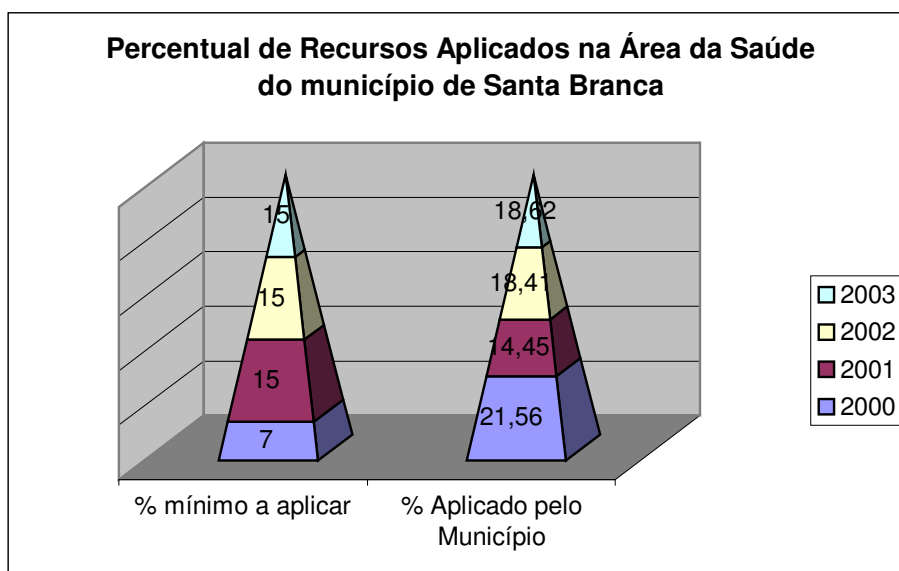 Percentual de Recursos Aplicados na Área da Saúde
do município de Santa Branca
15
18,62
15
18,41
15
14,45
7
21,56
2003
2002
2001
2000
% mínimo a aplicar
% Aplicado pelo
Município